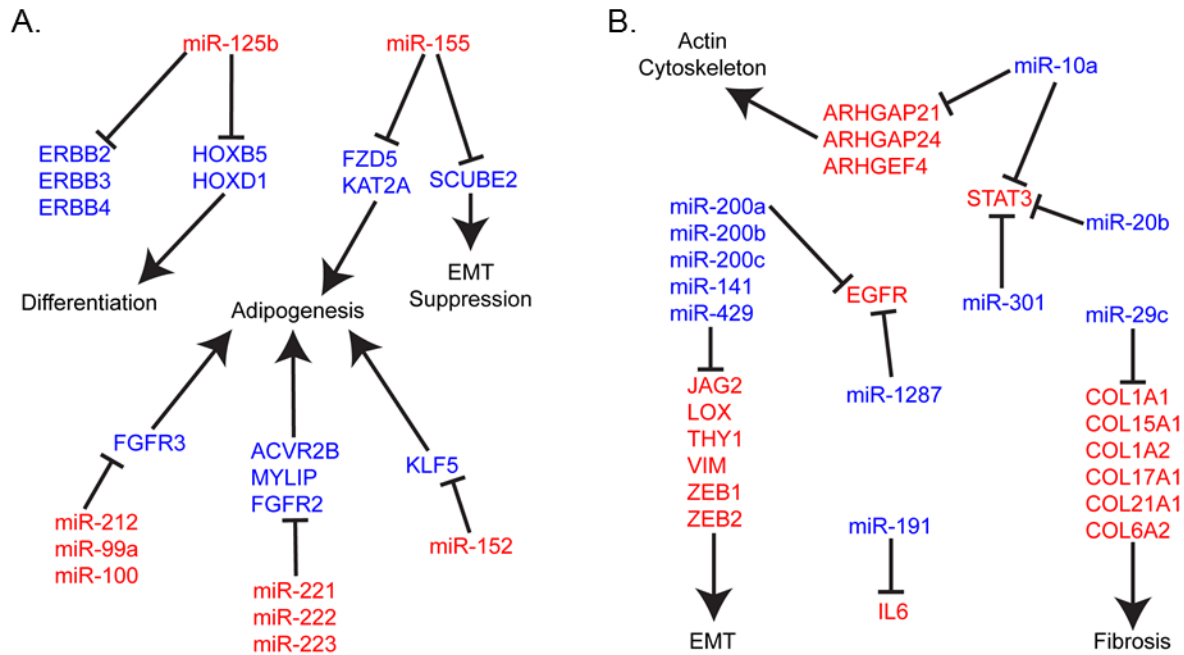 A.
miR-125b
miR-155
ERBB2
ERBB3
ERBB4
HOXB5
HOXD1
FZD5
KAT2A
SCUBE2
Differentiation
Adipogenesis
EMT
Suppression
FGFR3
ACVR2B
MYLIP
FGFR2
KLF5
miR-212
miR-99a
miR-100
miR-221
miR-222
miR-223
miR-152
B.
Actin
Cytoskeleton
miR-10a
ARHGAP21
ARHGAP24
ARHGEF4
STAT3
miR-200a
miR-200b
miR-200c
miR-141
miR-429
miR-20b
EGFR
miR-301
miR-29c
JAG2
LOX
THY1
VIM
ZEB1
ZEB2
miR-1287
COL1A1
COL15A1
COL1A2
COL17A1
COL21A1
COL6A2
miR-191
IL6
EMT
Fibrosis